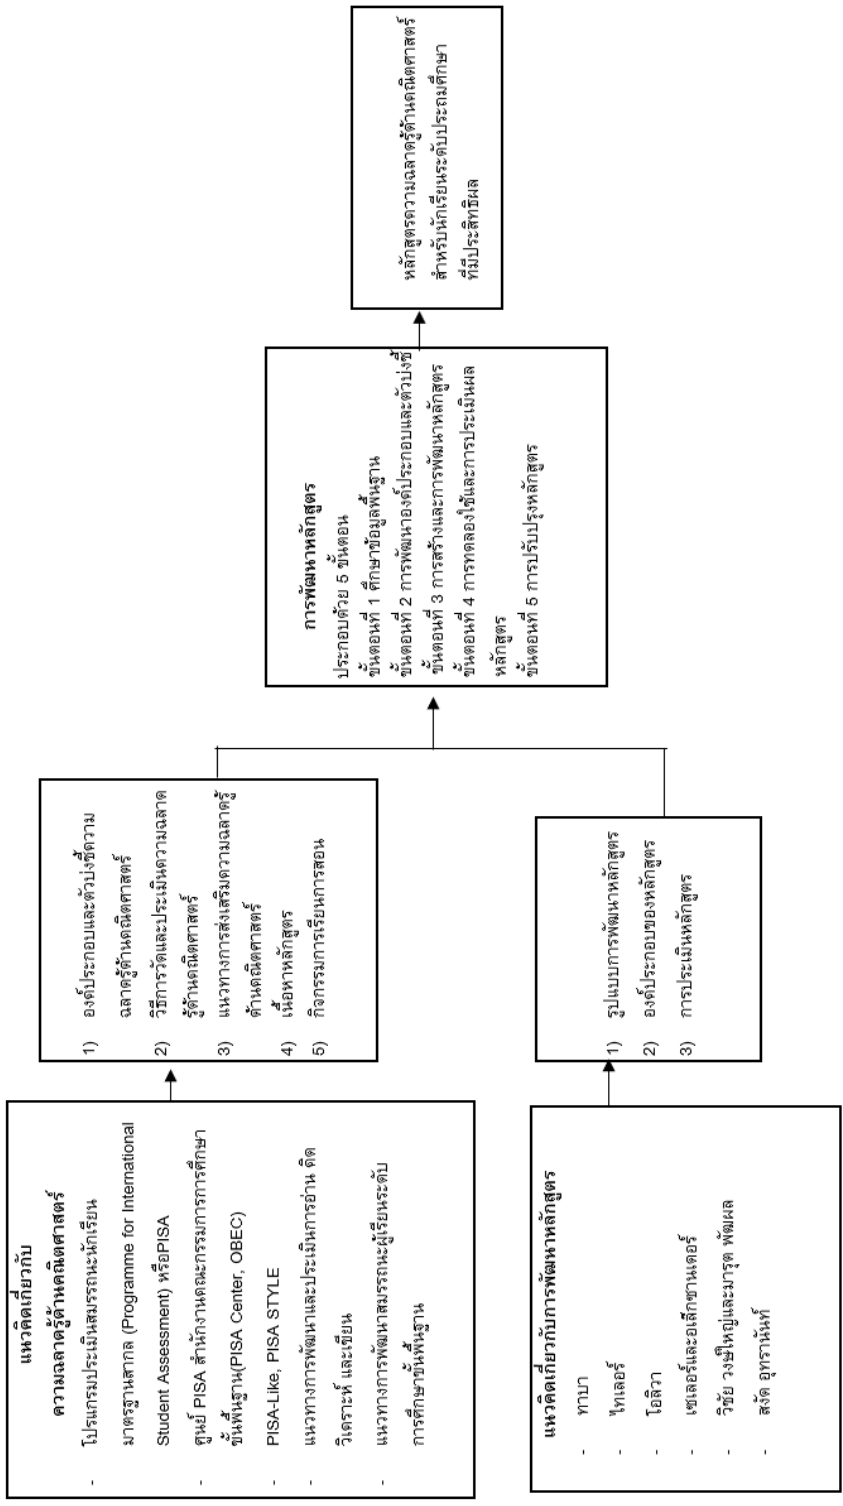 แนวคิดเกี่ยวกับ
ความฉลาดรู้ด้านคณิตศาสตร์
- โปรแกรมประเมินสมรรถนะนักเรียน
มาตรฐานสากล (Programme for International
Student Assessment) หรือPISA
- ศูนย์ PISA สำนักงานคณะกรรมการการศึกษา
ขั้นพื้นฐาน(PISA Center, OBEC)
- PISA-Like, PISA STYLE
- แนวทางการพัฒนาและประเมินการอ่าน คิด
วิเคราะห์ และเขียน
- แนวทางการพัฒนาสมรรถนะผู้เรียนระดับ
การศึกษาขั้นพื้นฐาน
แนวคิดเกี่ยวกับการพัฒนาหลักสูตร
- ทาบา
- ไทเลอร์
- โอลิวา
- เซเลอร์และอเล็กซานเดอร์
- วิชัย วงษ์ใหญ่และมารุต พัฒผล
- สงัด อุทรานันท์
1) องค์ประกอบและตัวบ่งชี้ความ
ฉลาดรู้ด้านคณิตศาสตร์
2) วิธีการวัดและประเมินความฉลาด
รู้ด้านคณิตศาสตร์
3) แนวทางการส่งเสริมความฉลาดรู้
ด้านคณิตศาสตร์
4) เนื้อหาหลักสูตร
5) กิจกรรมการเรียนการสอน
1) รูปแบบการพัฒนาหลักสูตร
2) องค์ประกอบของหลักสูตร
3) การประเมินหลักสูตร
การพัฒนาหลักสูตร
ประกอบด้วย 5 ขั้นตอน
ขั้นตอนที่ 1 ศึกษาข้อมูลพื้นฐาน
ขั้นตอนที่ 2 การพัฒนาองค์ประกอบและตัวบ่งชี้
ขั้นตอนที่ 3 การสร้างและการพัฒนาหลักสูตร
ขั้นตอนที่ 4 การทดลองใช้และการประเมินผล
หลักสูตร
ขั้นตอนที่ 5 การปรับปรุงหลักสูตร
หลักสูตรความฉลาดรู้ด้านคณิตศาสตร์
สำหรับนักเรียนระดับประถมศึกษา
ที่มีประสิทธิผล